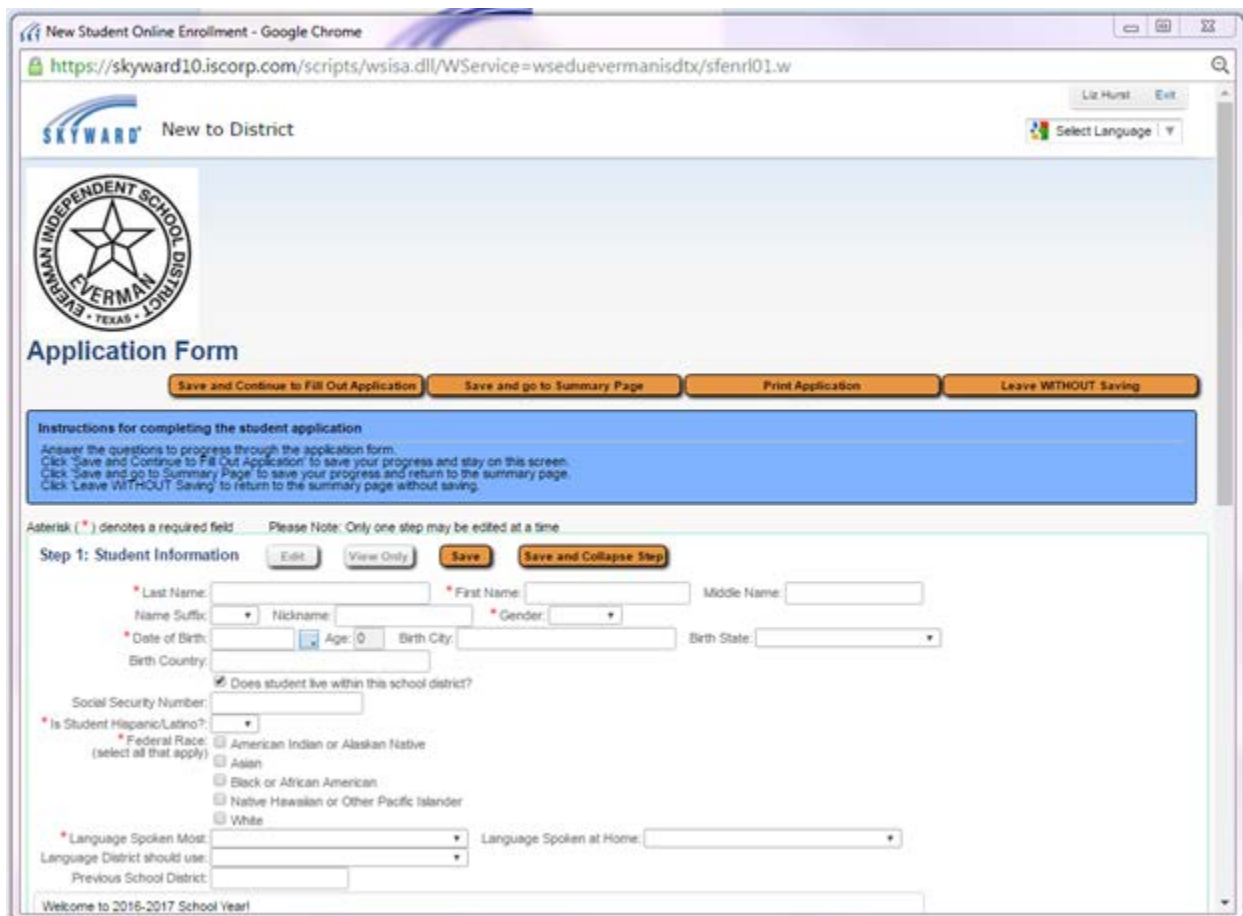 New Student Online Enrollment - Google Chrome
https://skyward10.iscorp.com/scripts/wsisa.dll/WService=wseduevermanisdtx/sfenrl01.w
Liz Hurst Exit
SKYWARD New to District
Select Language
EVERMAN INDEPENDENT SCHOOL DISTRICT
EVERMAN
TEXAS
Application Form
Save and Continue to Fill Out Application Save and go to Summary Page Print Application Leave WITHOUT Saving
Instructions for completing the student application
Answer the questions to progress through the application form.
Click 'Save and Continue to Fill Out Application' to save your progress and stay on this screen.
Click 'Save and go to Summary Page' to save your progress and return to the summary page.
Click 'Leave WITHOUT Saving' to return to the summary page without saving.
Asterisk (*) denotes a required field Please Note: Only one step may be edited at a time
Step 1: Student Information Edit View Only Save Save and Collapse Step
*Last Name: *First Name: Middle Name:
Name Suffix: Nickname: *Gender:
*Date of Birth: Age: 0 Birth City: Birth State:
Birth Country:
Does student live within this school district?
Social Security Number:
*Is Student Hispanic/Latino?:
*Federal Race: American Indian or Alaskan Native
(select all that apply)
Asian
Black or African American
Native Hawaiian or Other Pacific Islander
White
*Language Spoken Most: Language Spoken at Home:
Language District should use:
Previous School District:
Welcome to 2016-2017 School Year!